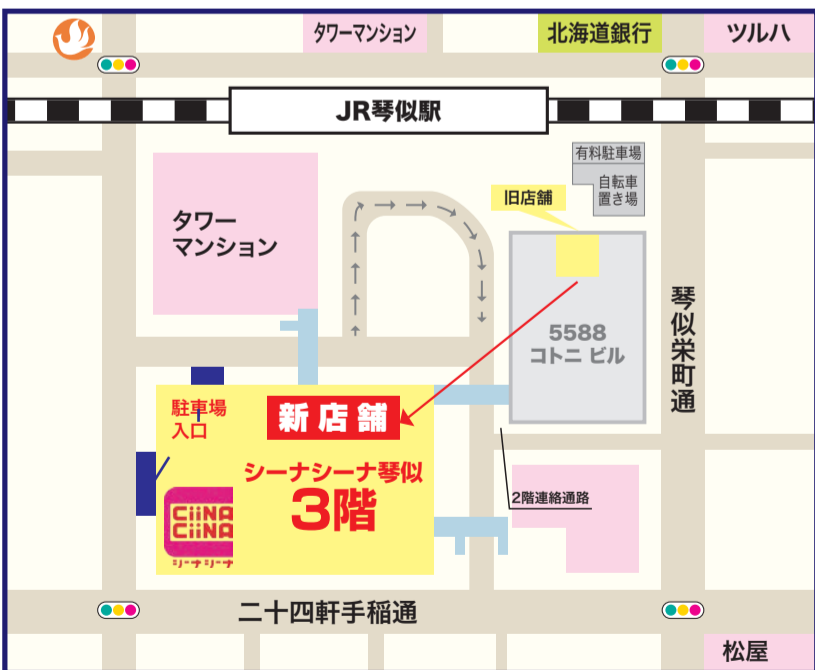 タワーマンション
北海道銀行
ツルハ
JR琴似駅
有料駐車場
自転車
置き場
旧店舗
タワー
マンション
5588
コトニ ビル
琴似栄町通
駐車場
入口
新店舗
シーナシーナ琴似
3階
CiiNA
CiiNA
シーナシーナ
2階連絡通路
二十四軒手稲通
松屋